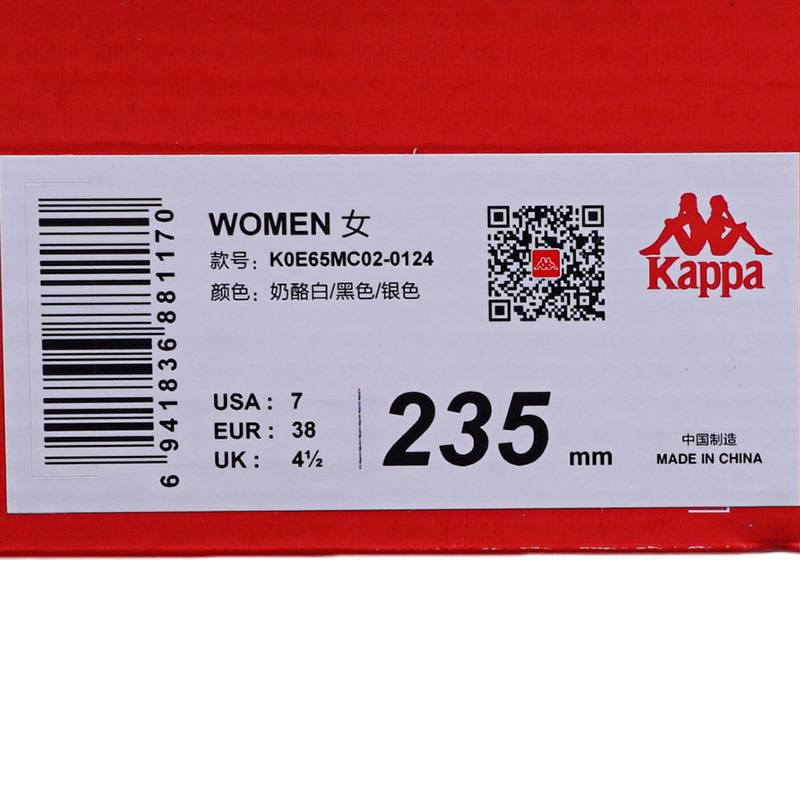 WOMEN 女
款号: K0E65MC02-0124
颜色: 奶酪白/黑色/银色
6 941836 881170
Kappa
USA : 7
EUR : 38
UK : 4½
235 mm
中国制造
MADE IN CHINA